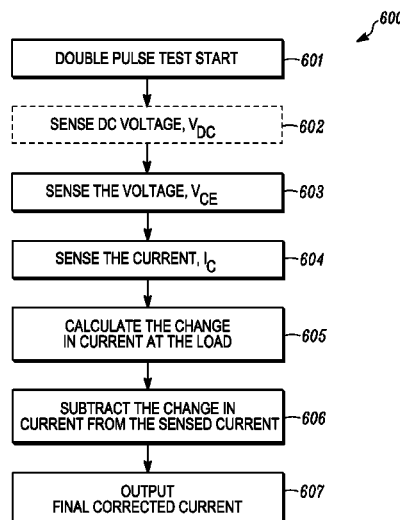 600
DOUBLE PULSE TEST START
601
SENSE DC VOLTAGE, VDC
602
SENSE THE VOLTAGE, VCE
603
SENSE THE CURRENT, IC
604
CALCULATE THE CHANGE
IN CURRENT AT THE LOAD
605
SUBTRACT THE CHANGE IN
CURRENT FROM THE SENSED CURRENT
606
OUTPUT
FINAL CORRECTED CURRENT
607